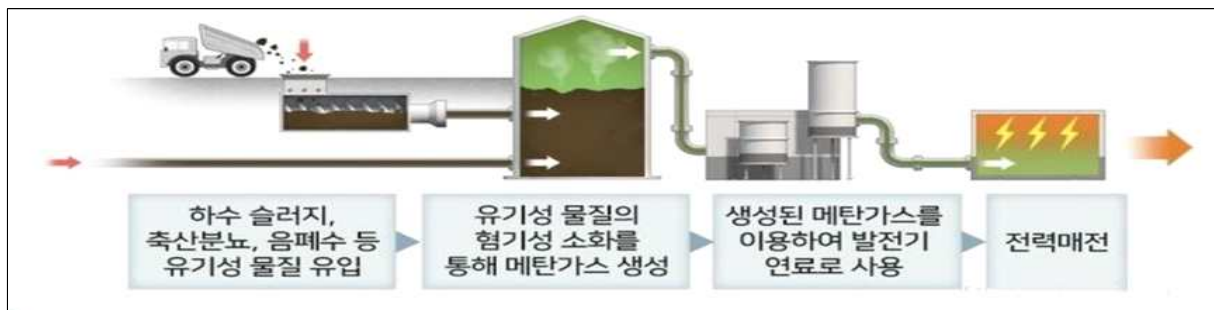 하수 슬러지,
축산분뇨, 음폐수 등
유기성 물질 유입
유기성 물질의
혐기성 소화를
통해 메탄가스 생성
생성된 메탄가스를
이용하여 발전기
연료로 사용
전력매전